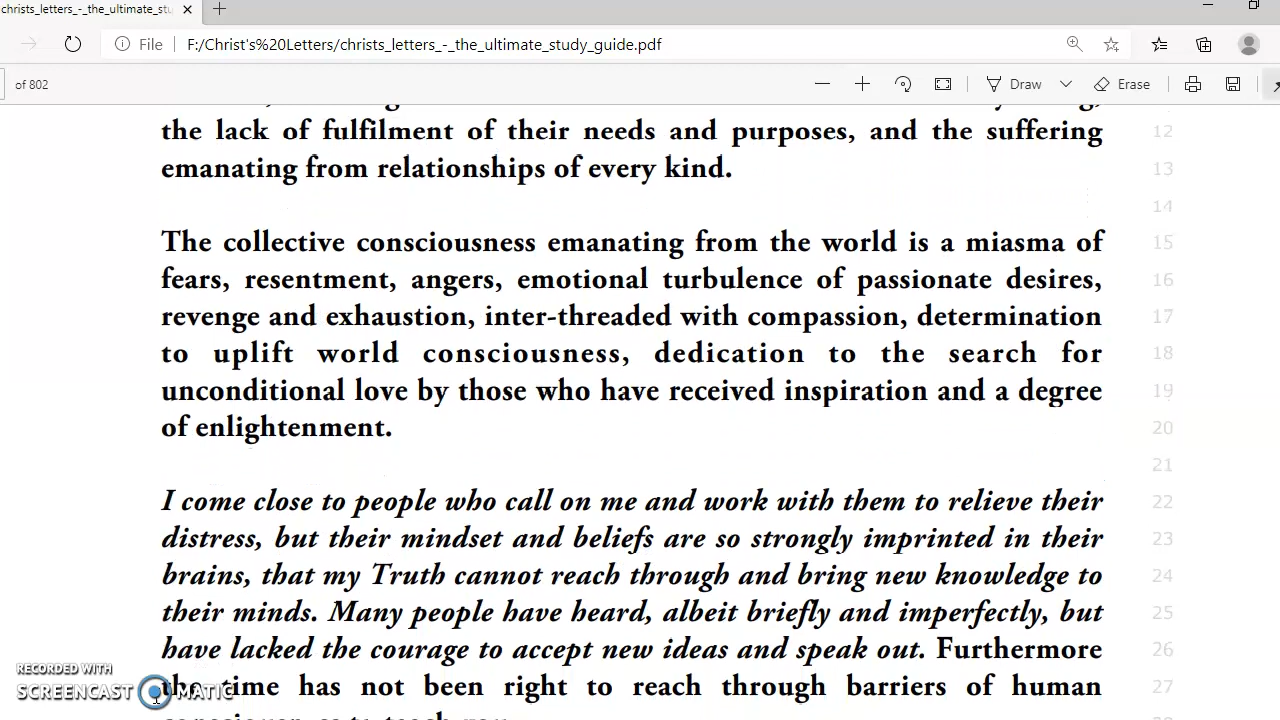 christs_letters_-_the_ultimate_stu
File
F:/Christ's%20Letters/christs_letters_-_the_ultimate_study_guide.pdf
of 802
Draw
Erase
the lack of fulfilment of their needs and purposes, and the suffering 12
emanating from relationships of every kind. 13
14
The collective consciousness emanating from the world is a miasma of 15
fears, resentment, angers, emotional turbulence of passionate desires, 16
revenge and exhaustion, inter-threaded with compassion, determination 17
to uplift world consciousness, dedication to the search for 18
unconditional love by those who have received inspiration and a degree 19
of enlightenment. 20
21
I come close to people who call on me and work with them to relieve their 22
distress, but their mindset and beliefs are so strongly imprinted in their 23
brains, that my Truth cannot reach through and bring new knowledge to 24
their minds. Many people have heard, albeit briefly and imperfectly, but 25
have lacked the courage to accept new ideas and speak out. Furthermore 26
the time has not been right to reach through barriers of human 27
RECORDED WITH
SCREENCAST MATIC